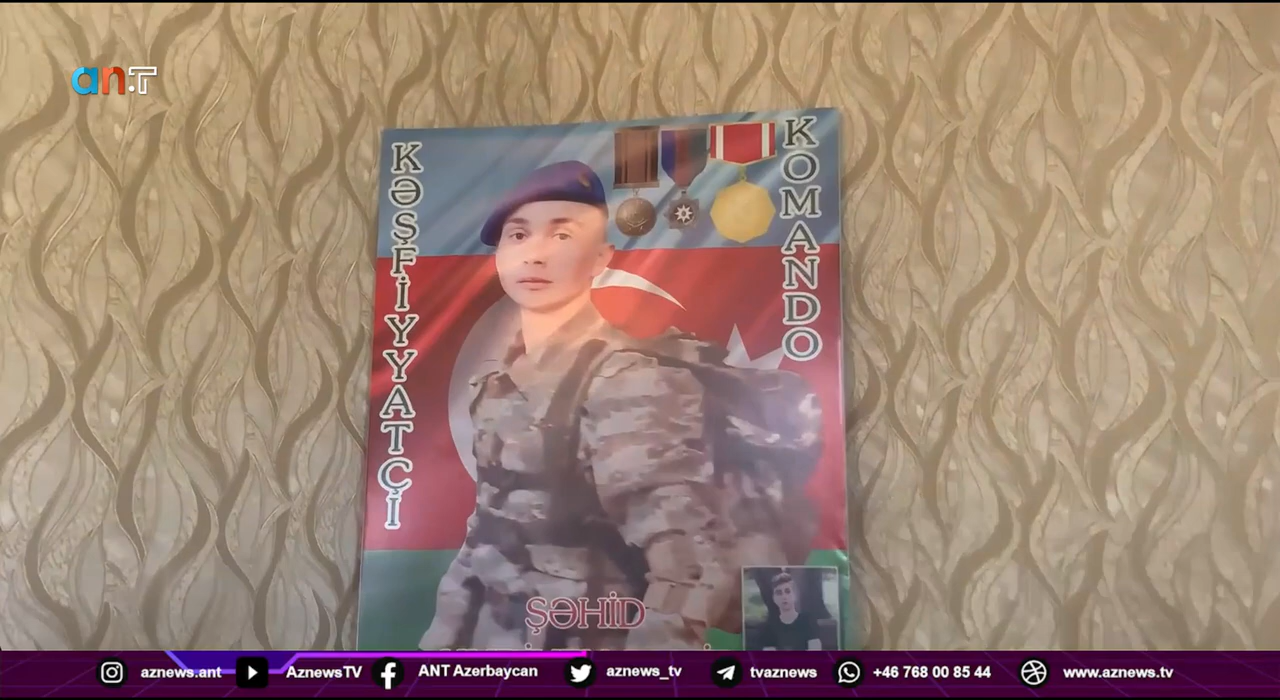 an.T
KƏŞFİYYATÇİ
KOMANDO
ŞƏHİD
aznews.ant
AznewsTV
ANT Azerbaycan
aznews_tv
tvaznews
+46 768 00 85 44
www.aznews.tv